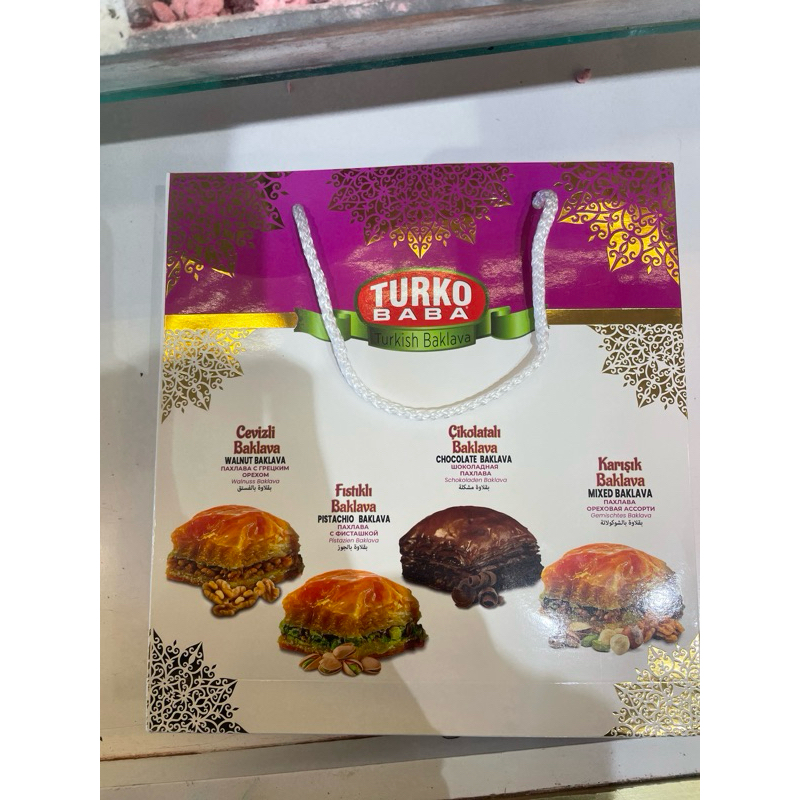 TURKO
BABA
Turkish Baklava
Cevizli
Baklava
WALNUT BAKLAVA
ПАХЛАВА С ГРЕЦКИМ
ОРЕХОМ
Walnuss Baklava
بقلاوة بالفستق
Fıstıklı
Baklava
PISTACHIO BAKLAVA
ПАХЛАВА
С ФИСТАШКОЙ
Pistazien Baklava
بقلاوة بالجوز
Çikolatalı
Baklava
CHOCOLATE BAKLAVA
ШОКОЛАДНАЯ
ПАХЛАВА
Schokoladen Baklava
بقلاوة مشكلة
Karışık
Baklava
MIXED BAKLAVA
ПАХЛАВА
ОРЕХОВАЯ АССОРТИ
Gemischtes Baklava
بقلاوة بالشوكولاتة